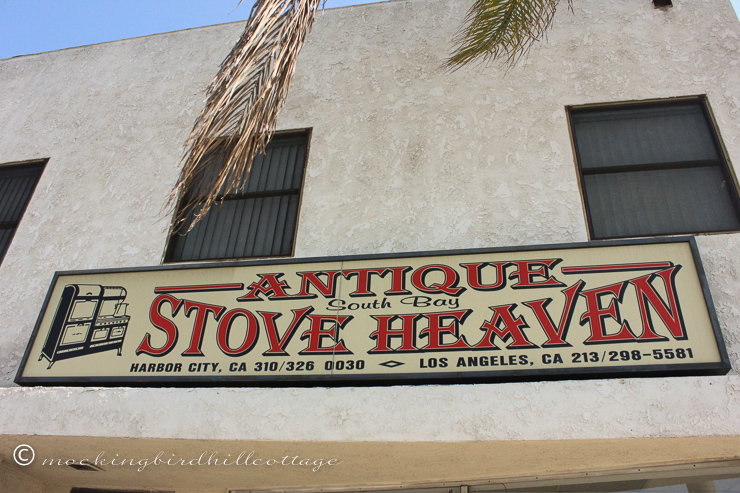 ANTIQUE
South Bay
STOVE HEAVEN
HARBOR CITY, CA 310/326 0030 LOS ANGELES, CA 213/298-5581
© mockingbirdhillcottage